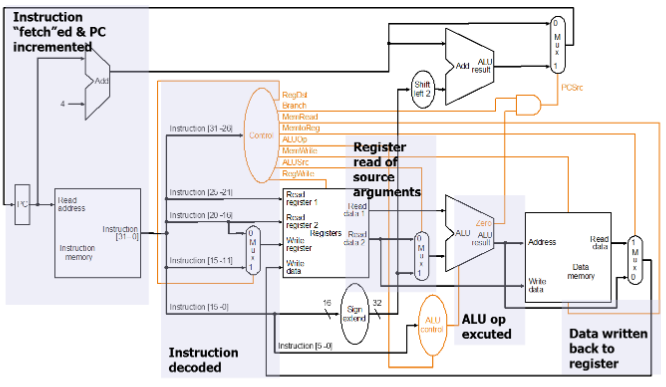 Instruction
"fetch"ed & PC
incremented
Add
4
PC
Read
address
Instruction
[31-0]
Instruction
memory
Instruction [31-26]
Control
RegDst
Branch
MemRead
MemtoReg
ALUOp
MemWrite
ALUSrc
RegWrite
Shift
left 2
Add
ALU
result
0
M
u
x
1
PCSrc
Register
read of
source
arguments
Instruction [25-21]
Instruction [20-16]
Instruction [15-11]
0
M
u
x
1
Read
register 1
Read
register 2
Registers
Write
register
Write
data
Read
data 1
Read
data 2
0
M
u
x
1
Zero
ALU
ALU
result
Address
Read
data
Data
memory
Write
data
1
M
u
x
0
Instruction [15-0]
16
Sign
extend
32
Instruction [5-0]
ALU
control
Instruction
decoded
ALU op
excuted
Data written
back to
register